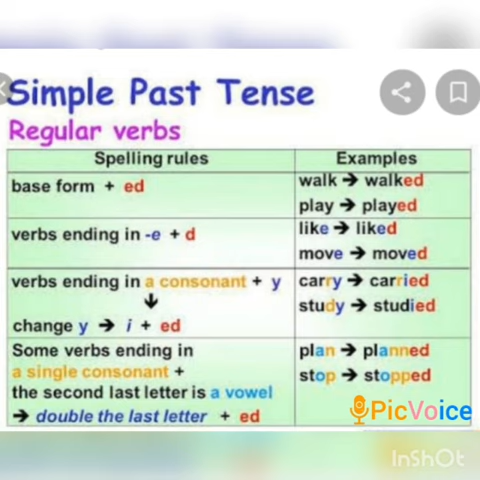 Simple Past Tense
Regular verbs
Spelling rules
Examples
base form + ed
walk → walked
play → played
verbs ending in -e + d
like → liked
move → moved
verbs ending in a consonant + y
↓
change y → i + ed
carry → carried
study → studied
Some verbs ending in
a single consonant +
the second last letter is a vowel
→ double the last letter + ed
plan → planned
stop → stopped
PicVoice
InShOt